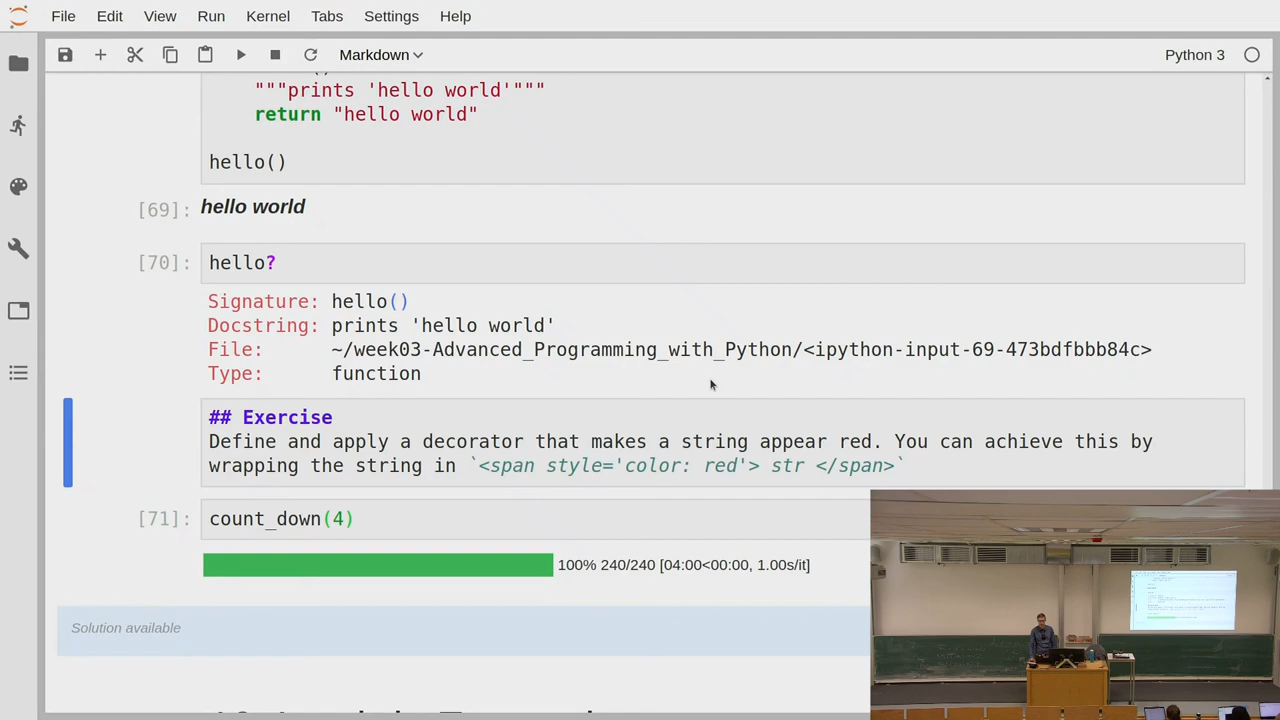 File Edit View Run Kernel Tabs Settings Help
Markdown
Python 3
"""prints 'hello world'"""
return "hello world"
hello()
[69]: hello world
[70]: hello?
Signature: hello()
Docstring: prints 'hello world'
File: ~/week03-Advanced_Programming_with_Python/<ipython-input-69-473bdfbbb84c>
Type: function
## Exercise
Define and apply a decorator that makes a string appear red. You can achieve this by
wrapping the string in `<span style='color: red'> str </span>`
[71]: count_down(4)
100% 240/240 [04:00<00:00, 1.00s/it]
Solution available